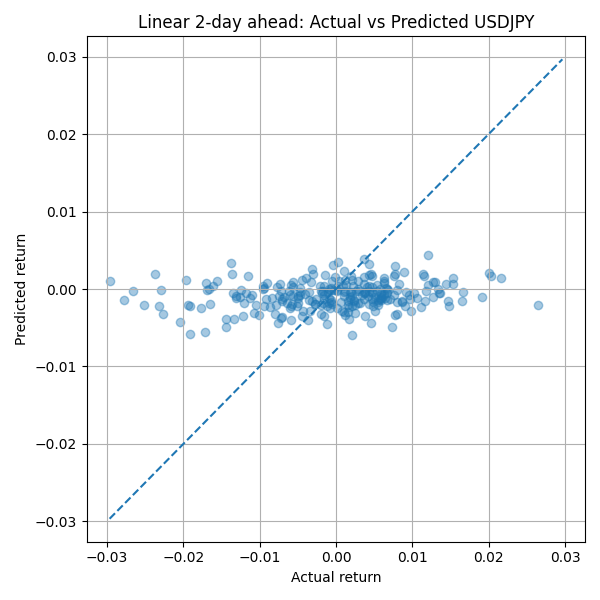 Linear 2-day ahead: Actual vs Predicted USDJPY
0.03
0.02
0.01
0.00
−0.01
−0.02
−0.03
Predicted return
−0.03 −0.02 −0.01 0.00 0.01 0.02 0.03
Actual return